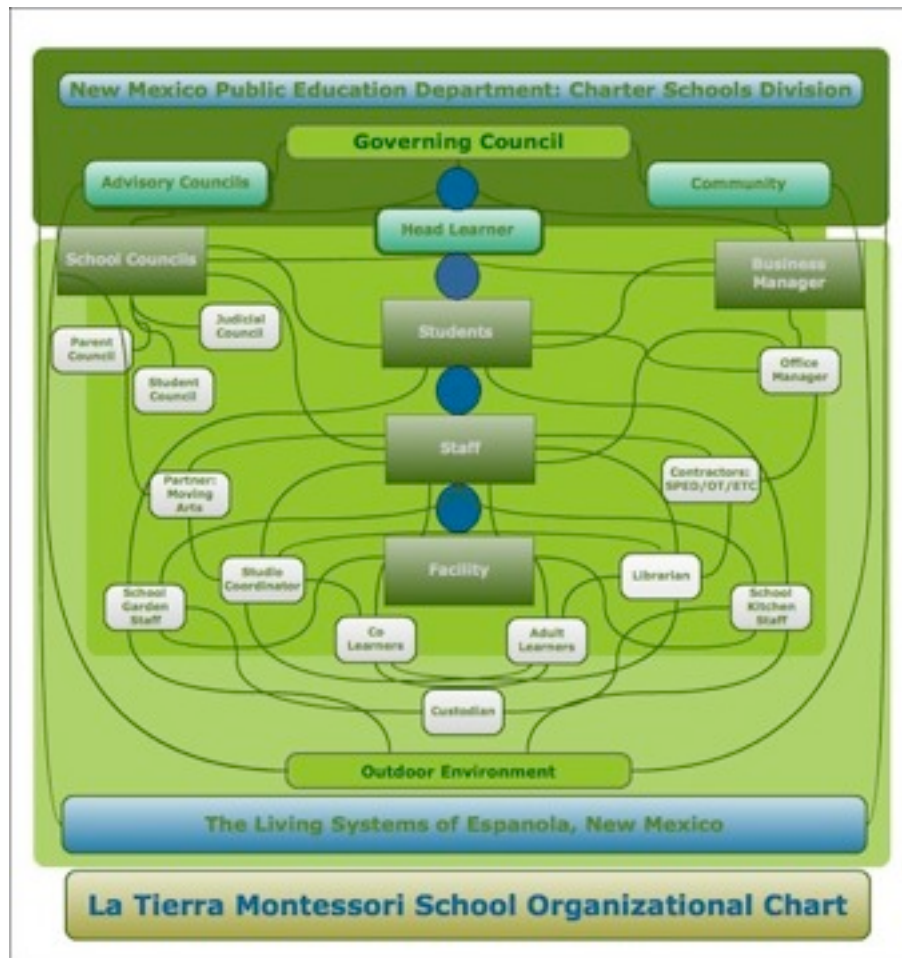 New Mexico Public Education Department: Charter Schools Division
Governing Council
Advisory Councils
Community
Head Learner
School Councils
Business
Manager
Judicial
Council
Students
Parent
Council
Office
Manager
Student
Council
Staff
Partner:
Moving
Arts
Contractors:
SPED/OT/ETC
Studio
Coordinator
Facility
Librarian
School
Garden
Staff
School
Kitchen
Staff
Co
Learners
Adult
Learners
Custodian
Outdoor Environment
The Living Systems of Espanola, New Mexico
La Tierra Montessori School Organizational Chart